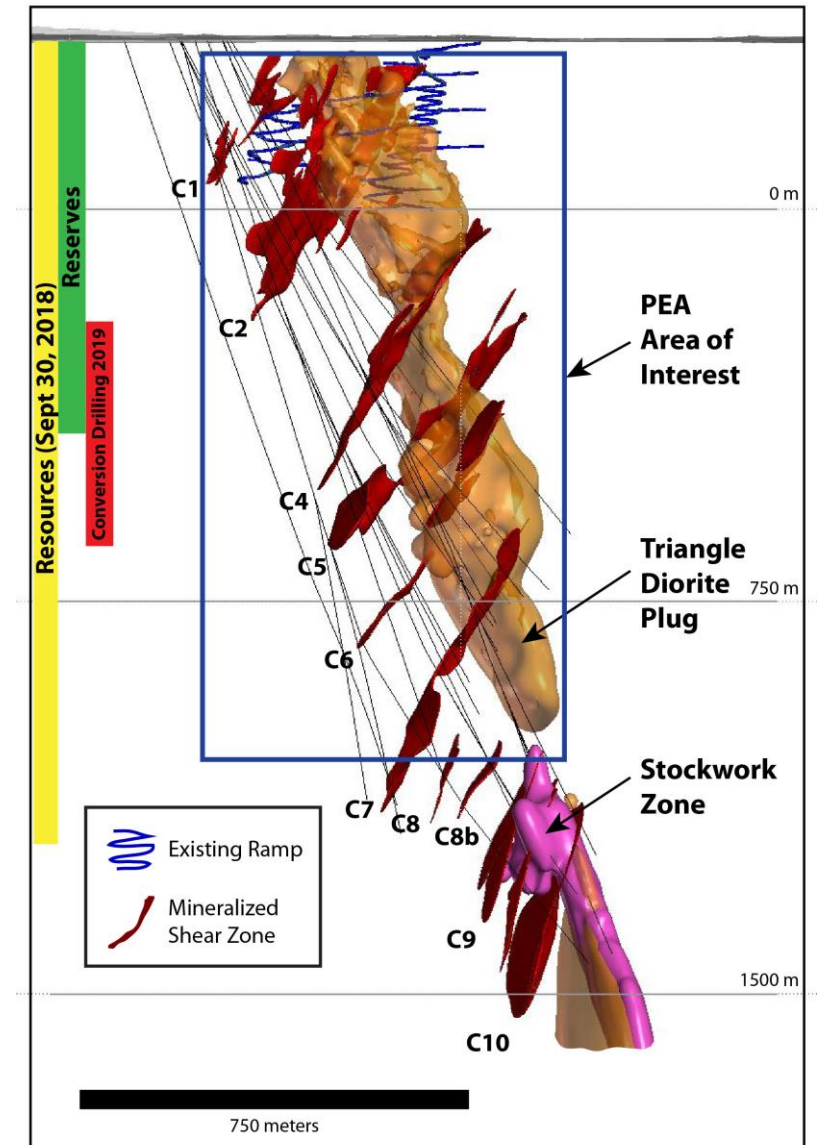 Resources (Sept 30, 2018)
Reserves
Conversion Drilling 2019
C1
0 m
C2
PEA
Area of
Interest
C4
C5
Triangle
Diorite
Plug
750 m
C6
Stockwork
Zone
C7
C8
C8b
Existing Ramp
Mineralized
Shear Zone
C9
1500 m
C10
750 meters